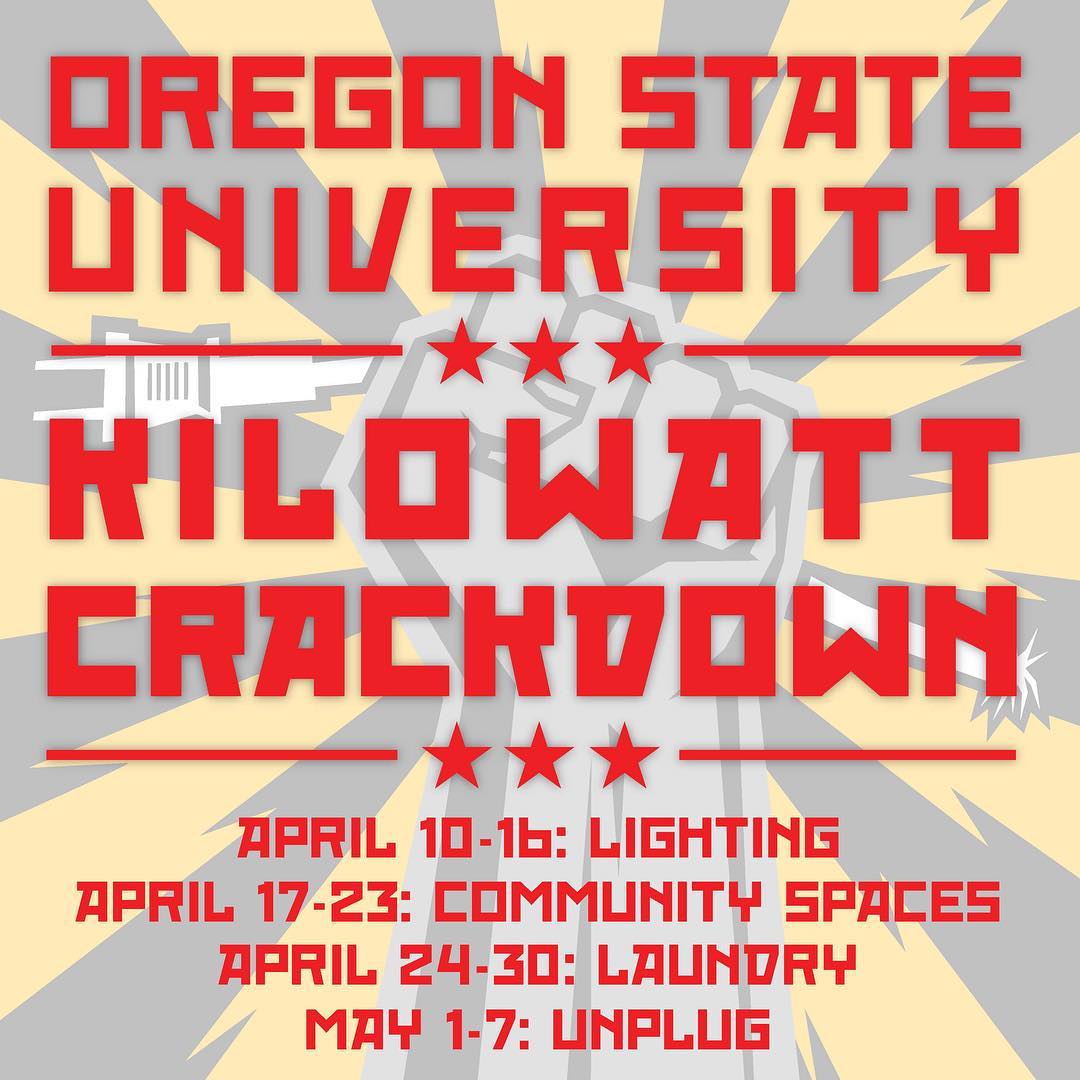 OREGON STATE
UNIVERSITY
KILOWATT
CRACKDOWN
APRIL 10-16: LIGHTING
APRIL 17-23: COMMUNITY SPACES
APRIL 24-30: LAUNDRY
MAY 1-7: UNPLUG